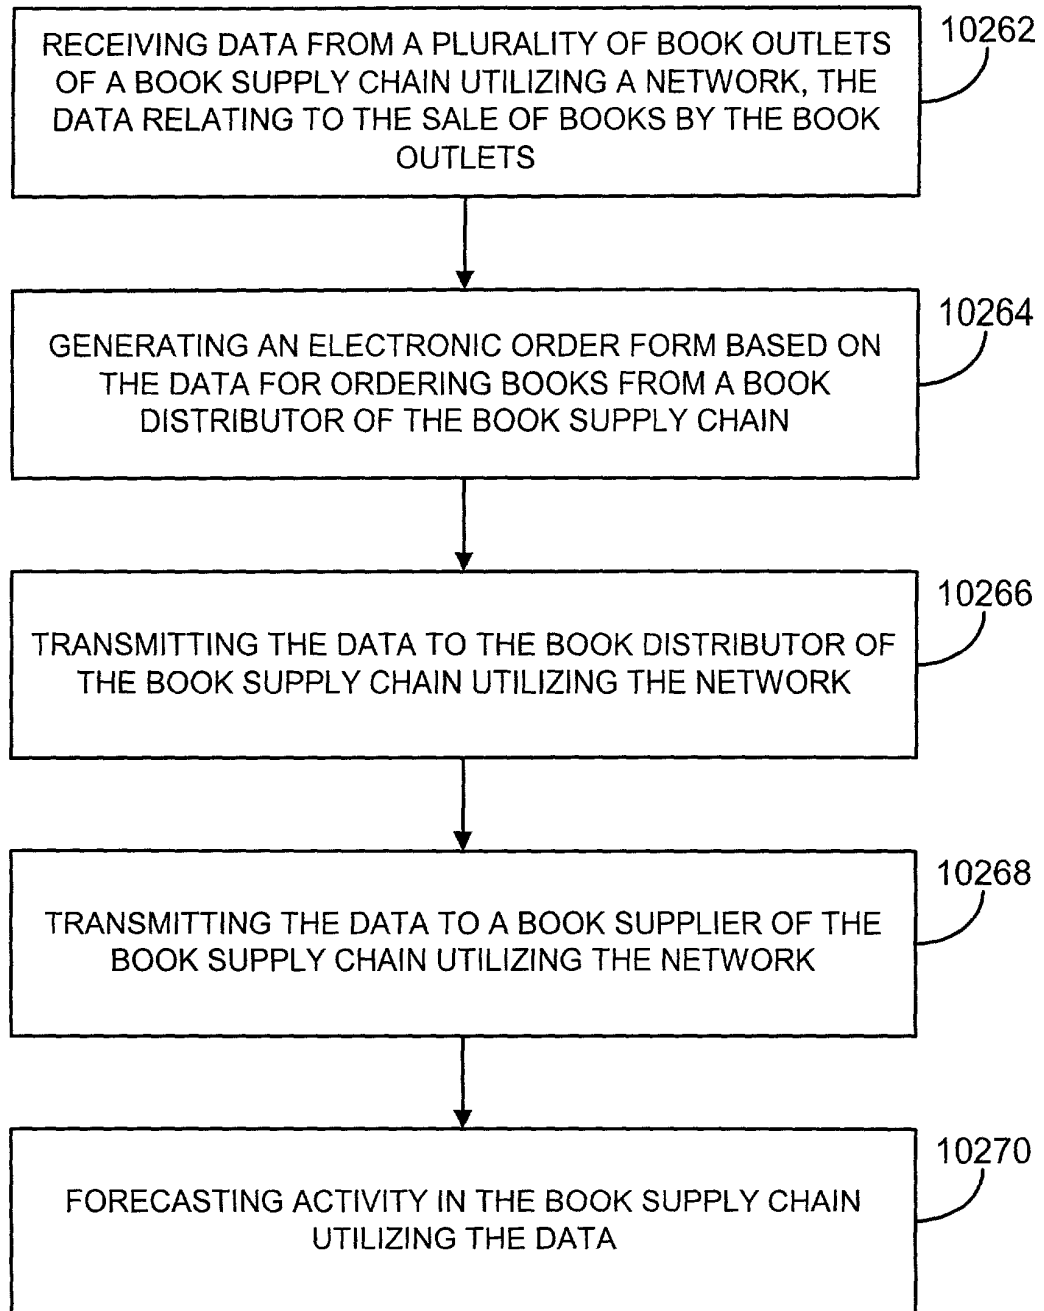 RECEIVING DATA FROM A PLURALITY OF BOOK OUTLETS
OF A BOOK SUPPLY CHAIN UTILIZING A NETWORK, THE
DATA RELATING TO THE SALE OF BOOKS BY THE BOOK
OUTLETS
10262
GENERATING AN ELECTRONIC ORDER FORM BASED ON
THE DATA FOR ORDERING BOOKS FROM A BOOK
DISTRIBUTOR OF THE BOOK SUPPLY CHAIN
10264
TRANSMITTING THE DATA TO THE BOOK DISTRIBUTOR OF
THE BOOK SUPPLY CHAIN UTILIZING THE NETWORK
10266
TRANSMITTING THE DATA TO A BOOK SUPPLIER OF THE
BOOK SUPPLY CHAIN UTILIZING THE NETWORK
10268
FORECASTING ACTIVITY IN THE BOOK SUPPLY CHAIN
UTILIZING THE DATA
10270